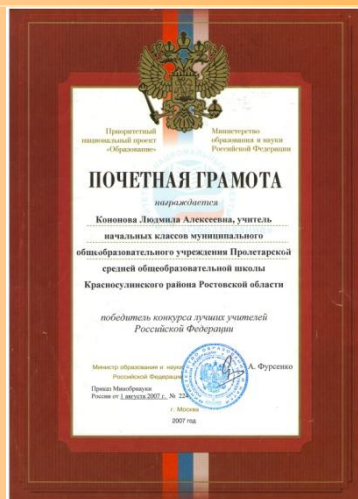 Приоритетный
национальный проект
«Образование»
Министерство
образования и науки
Российской Федерации
ПОЧЕТНАЯ ГРАМОТА
награждается
Кононова Людмила Алексеевна, учитель
начальных классов муниципального
общеобразовательного учреждения Пролетарской
средней общеобразовательной школы
Красносулинского района Ростовской области
победитель конкурса лучших учителей
Российской Федерации
Министр образования и науки
Российской Федерации
А. Фурсенко
Приказ Минобрнауки
России от 1 августа 2007 г. №
г. Москва
2007 год